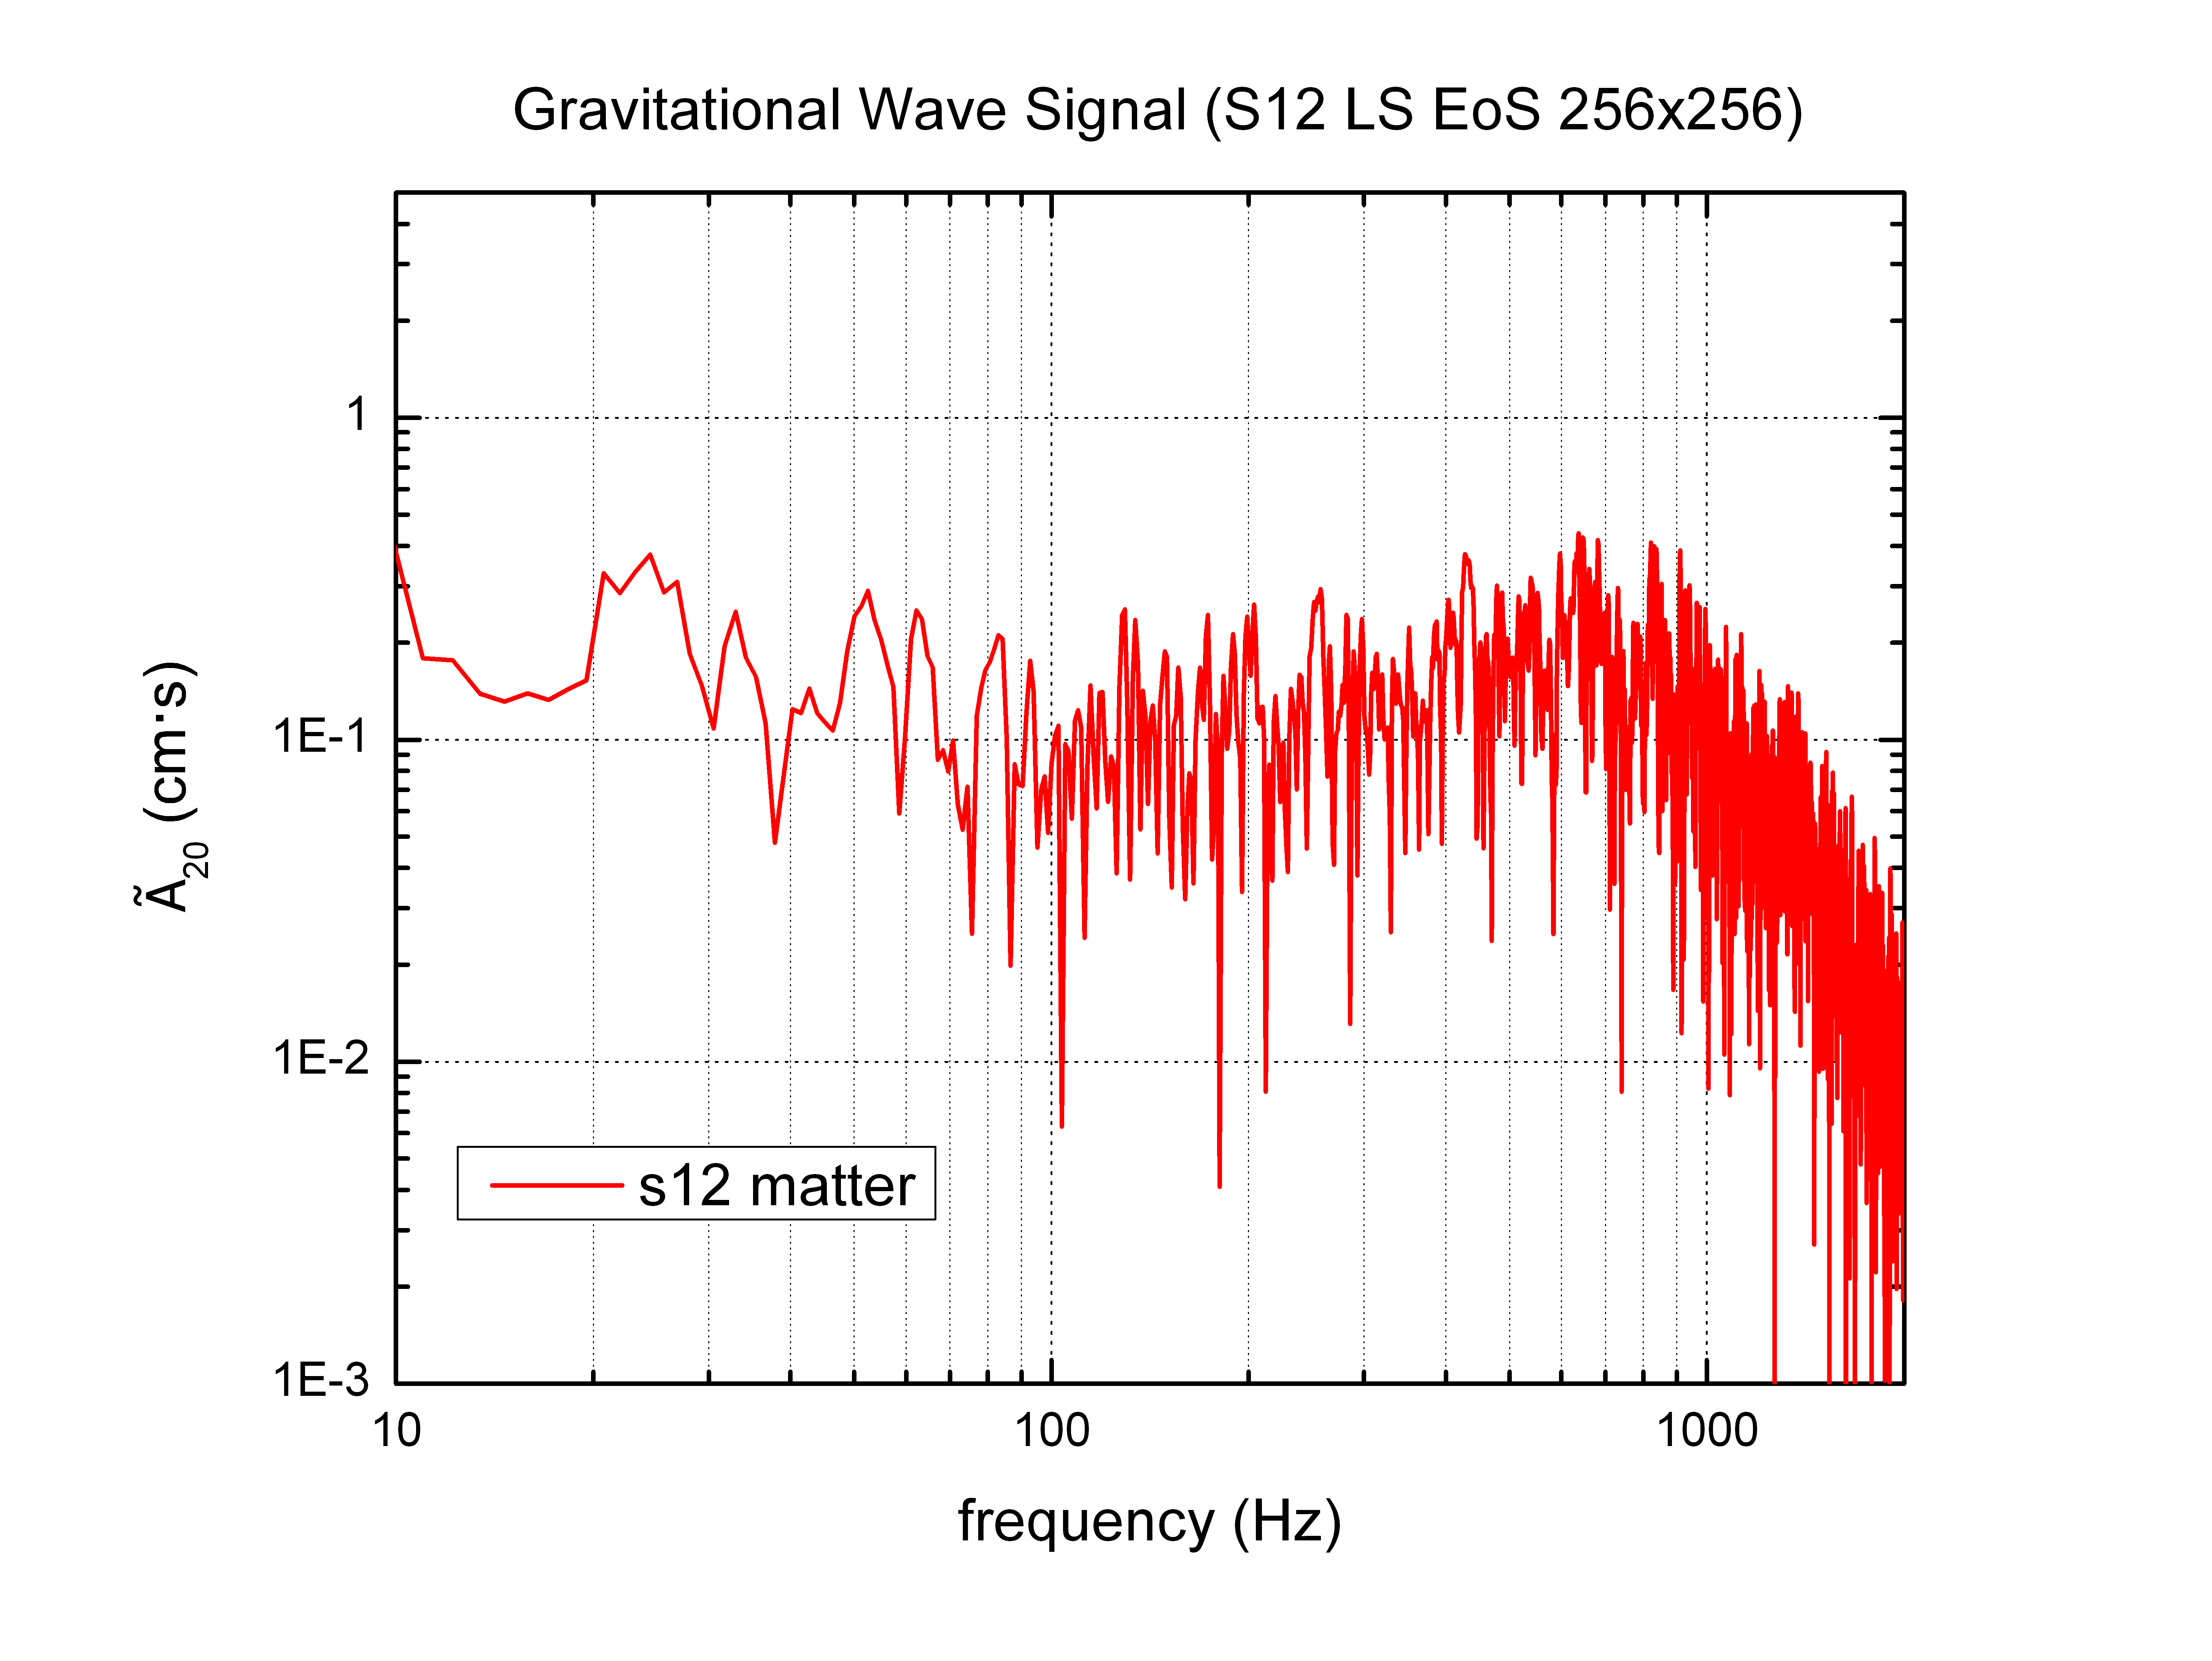 Gravitational Wave Signal (S12 LS EoS 256x256)
Ã20 (cm·s)
1
1E-1
1E-2
1E-3
s12 matter
10 100 1000
frequency (Hz)